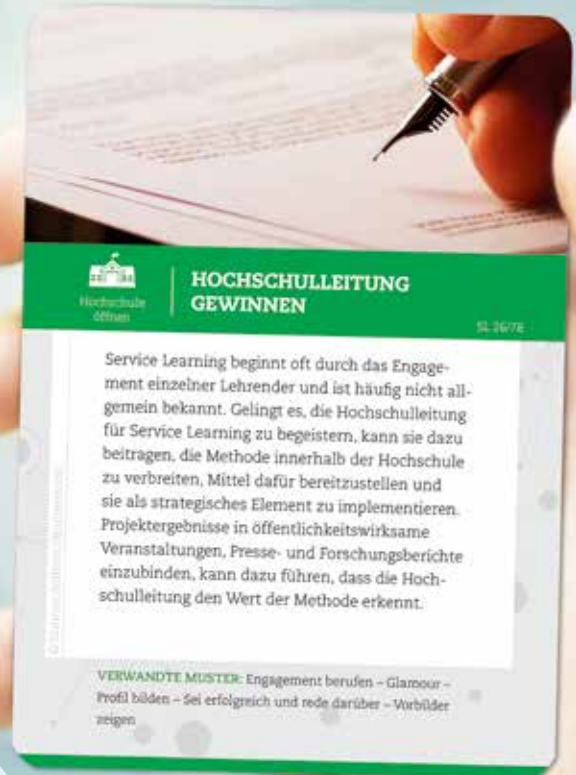 Hochschule
öffnen
HOCHSCHULLEITUNG
GEWINNEN
SL 26/78
Service Learning beginnt oft durch das Engage-
ment einzelner Lehrender und ist häufig nicht all-
gemein bekannt. Gelingt es, die Hochschulleitung
für Service Learning zu begeistern, kann sie dazu
beitragen, die Methode innerhalb der Hochschule
zu verbreiten, Mittel dafür bereitzustellen und
sie als strategisches Element zu implementieren.
Projektergebnisse in öffentlichkeitswirksame
Veranstaltungen, Presse- und Forschungsberichte
einzubinden, kann dazu führen, dass die Hoch-
schulleitung den Wert der Methode erkennt.
VERWANDTE MUSTER: Engagement berufen – Glamour –
Profil bilden – Sei erfolgreich und rede darüber – Vorbilder
zeigen